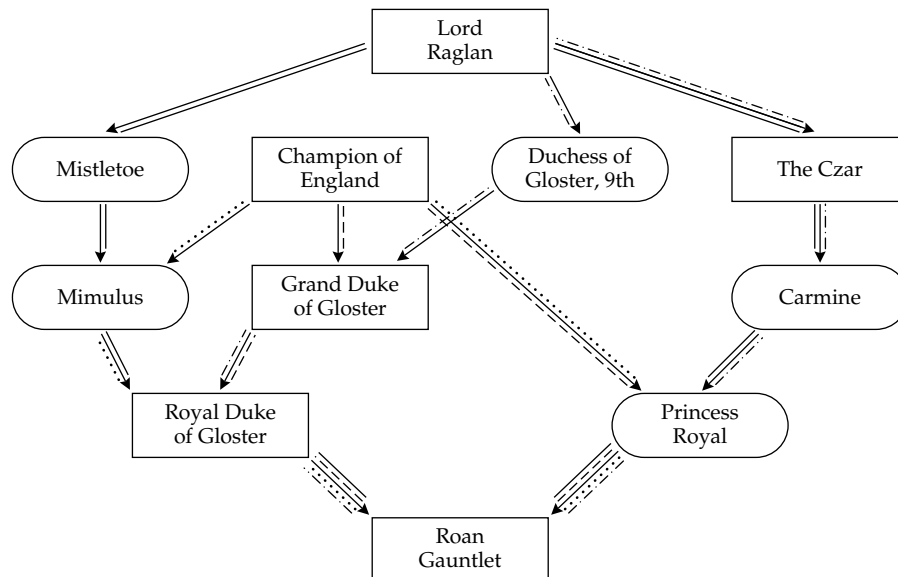 Lord
Raglan
Mistletoe
Champion of
England
Duchess of
Gloster, 9th
The Czar
Mimulus
Grand Duke
of Gloster
Carmine
Royal Duke
of Gloster
Princess
Royal
Roan
Gauntlet